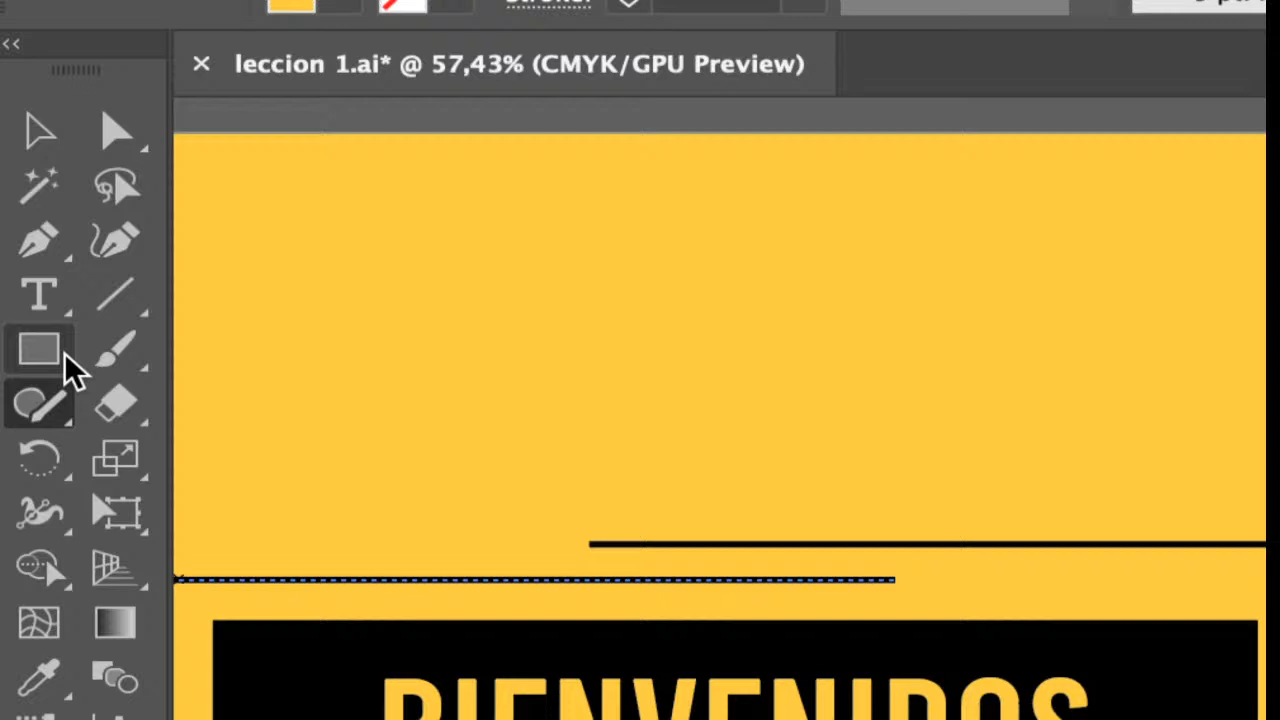 leccion 1.ai* @ 57,43% (CMYK/GPU Preview)
BIENVENIDOS